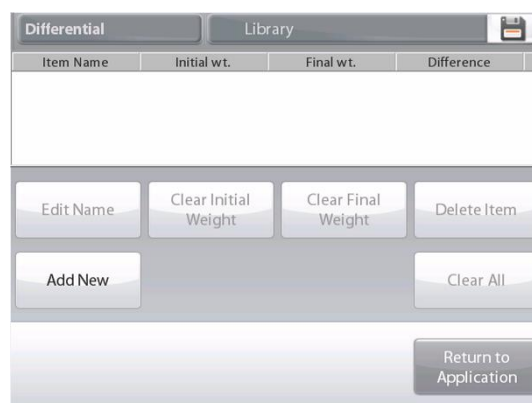 Differential Library
Item Name Initial wt. Final wt. Difference
Edit Name
Clear Initial
Weight
Clear Final
Weight
Delete Item
Add New
Clear All
Return to
Application